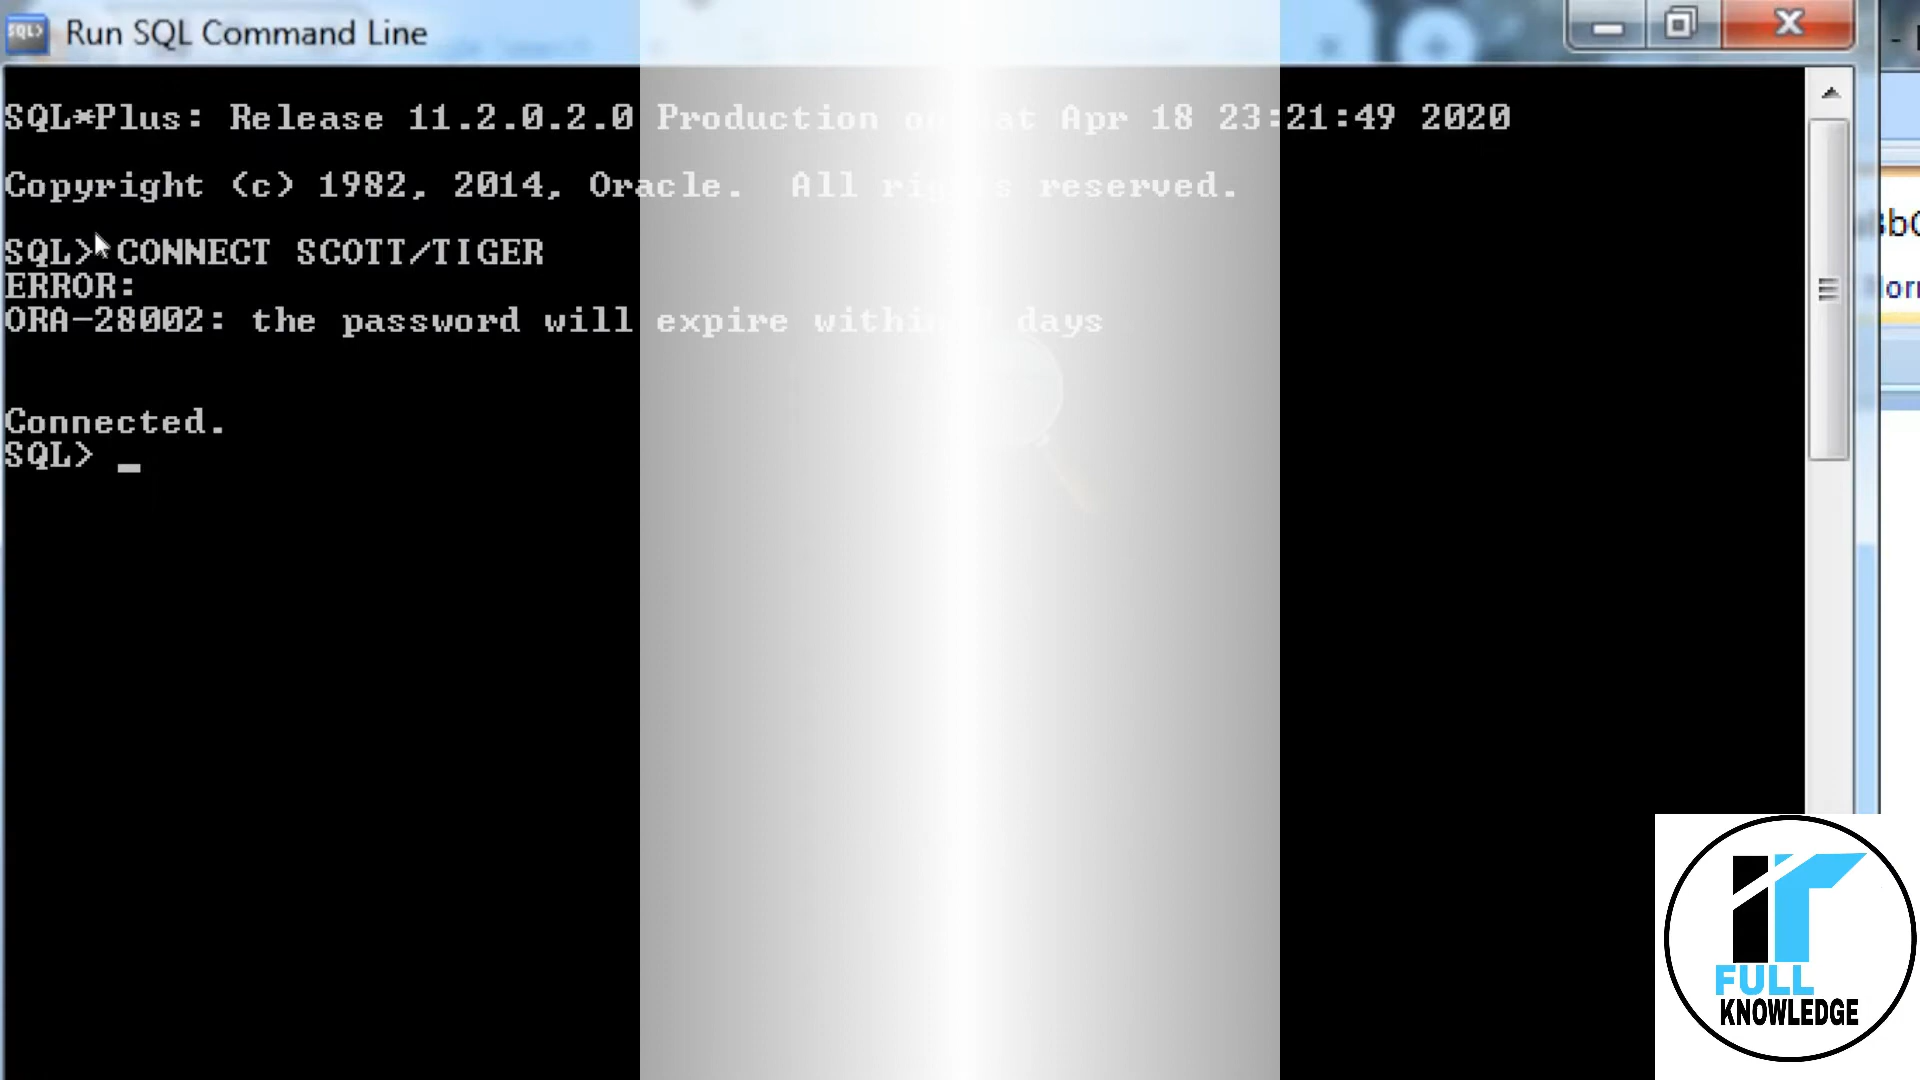 Run SQL Command Line
SQL*Plus: Release 11.2.0.2.0 Production on Sat Apr 18 23:21:49 2020
Copyright (c) 1982, 2014, Oracle. All rights reserved.
SQL> CONNECT SCOTT/TIGER
ERROR:
ORA-28002: the password will expire within days
Connected.
SQL> _
IT
FULL
KNOWLEDGE